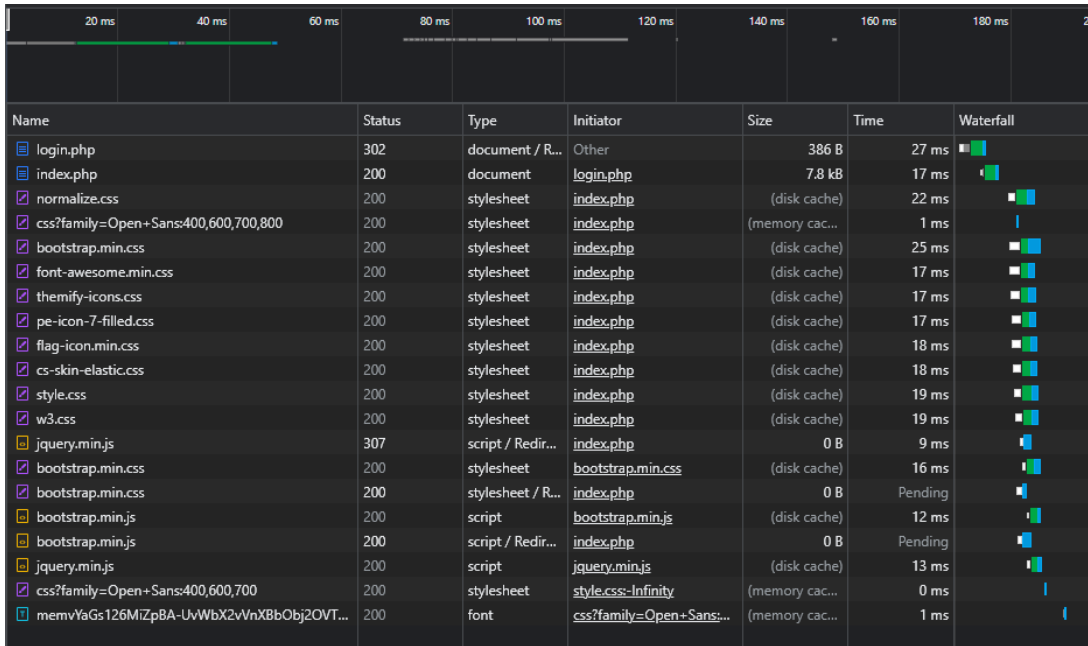 20 ms 40 ms 60 ms 80 ms 100 ms 120 ms 140 ms 160 ms 180 ms 2
Name Status Type Initiator Size Time Waterfall
login.php 302 document / R... Other 386 B 27 ms
index.php 200 document login.php 7.8 kB 17 ms
normalize.css 200 stylesheet index.php (disk cache) 22 ms
css?family=Open+Sans:400,600,700,800 200 stylesheet index.php (memory cac... 1 ms
bootstrap.min.css 200 stylesheet index.php (disk cache) 25 ms
font-awesome.min.css 200 stylesheet index.php (disk cache) 17 ms
themify-icons.css 200 stylesheet index.php (disk cache) 17 ms
pe-icon-7-filled.css 200 stylesheet index.php (disk cache) 17 ms
flag-icon.min.css 200 stylesheet index.php (disk cache) 18 ms
cs-skin-elastic.css 200 stylesheet index.php (disk cache) 18 ms
style.css 200 stylesheet index.php (disk cache) 19 ms
w3.css 200 stylesheet index.php (disk cache) 19 ms
jquery.min.js 307 script / Redir... index.php 0 B 9 ms
bootstrap.min.css 200 stylesheet bootstrap.min.css (disk cache) 16 ms
bootstrap.min.css 200 stylesheet / R... index.php 0 B Pending
bootstrap.min.js 200 script bootstrap.min.js (disk cache) 12 ms
bootstrap.min.js 200 script / Redir... index.php 0 B Pending
jquery.min.js 200 script jquery.min.js (disk cache) 13 ms
css?family=Open+Sans:400,600,700 200 stylesheet style.css:-Infinity (memory cac... 0 ms
memvYaGs126MiZpBA-UvWbX2vVnXBbObj2OVT... 200 font css?family=Open+Sans:... (memory cac... 1 ms